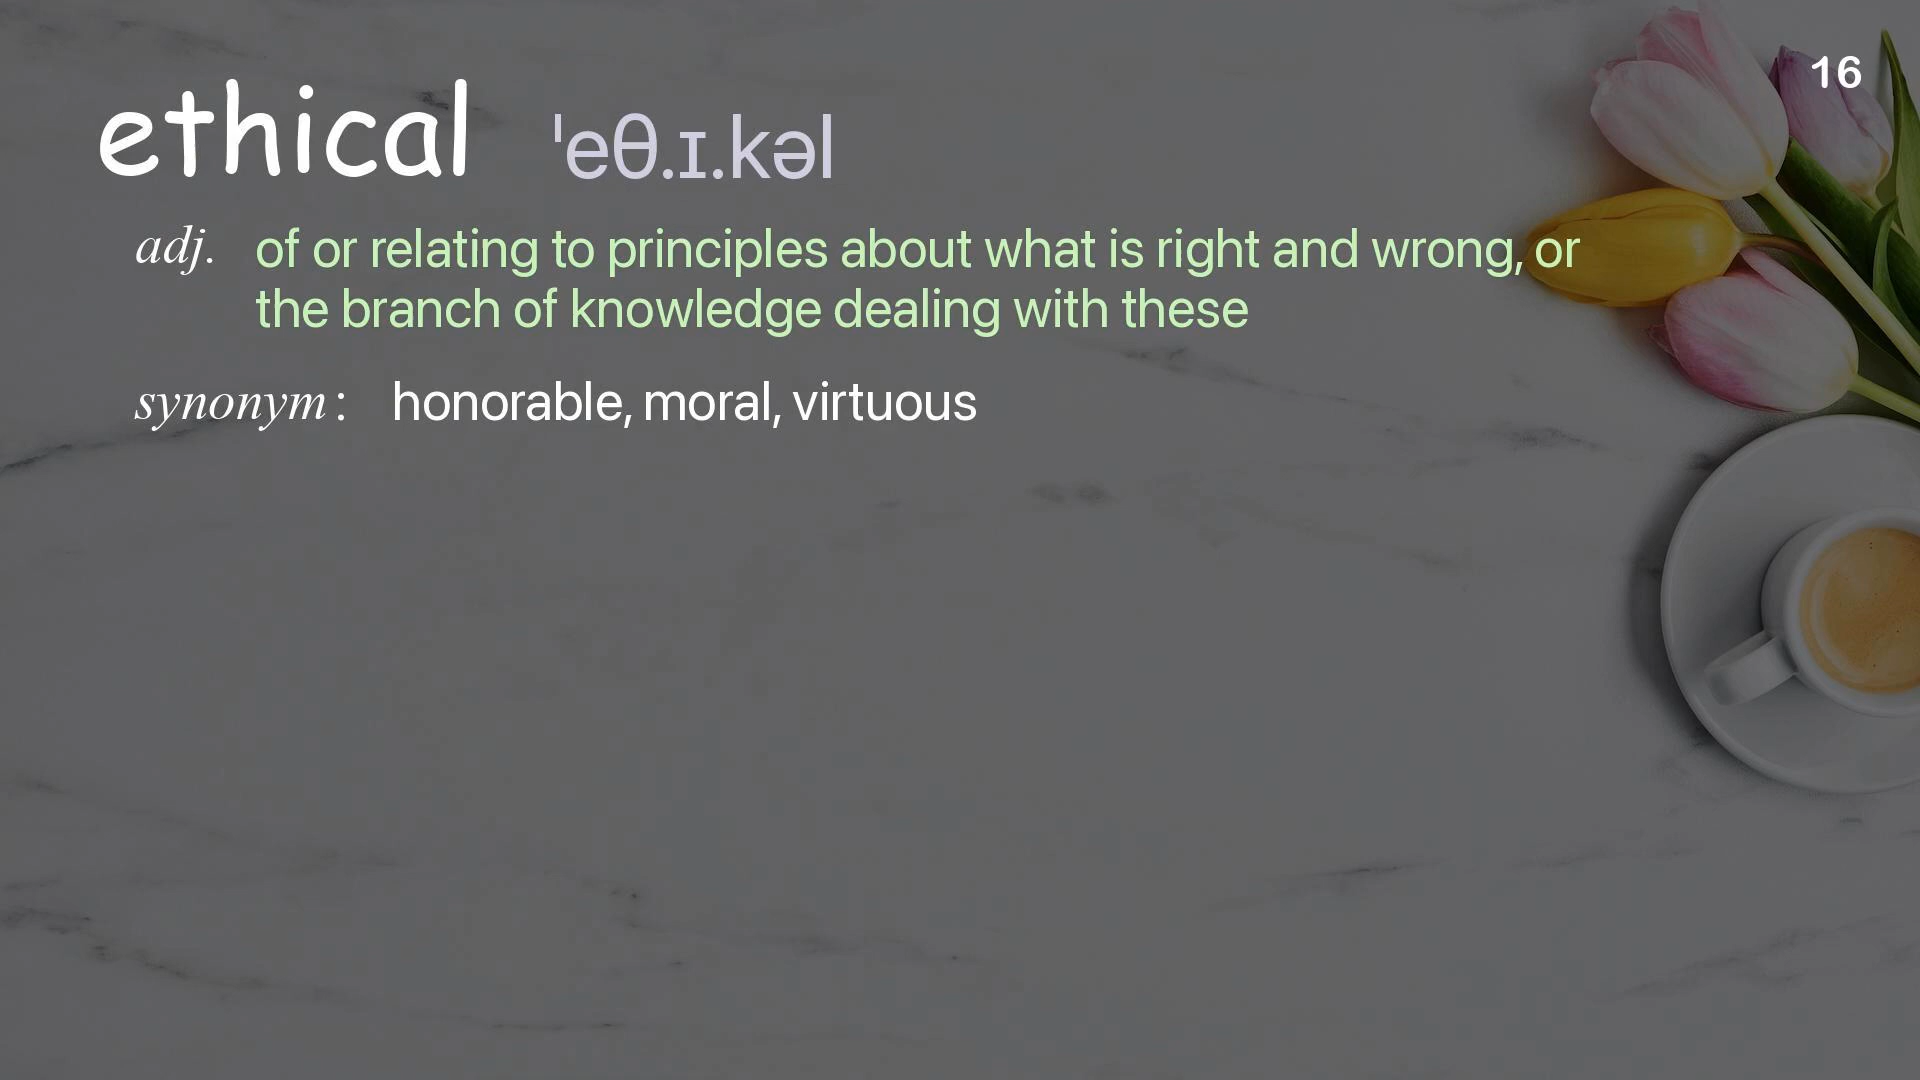 16
ethical ˈeθ.ɪ.kəl
adj. of or relating to principles about what is right and wrong, or
the branch of knowledge dealing with these
synonym: honorable, moral, virtuous